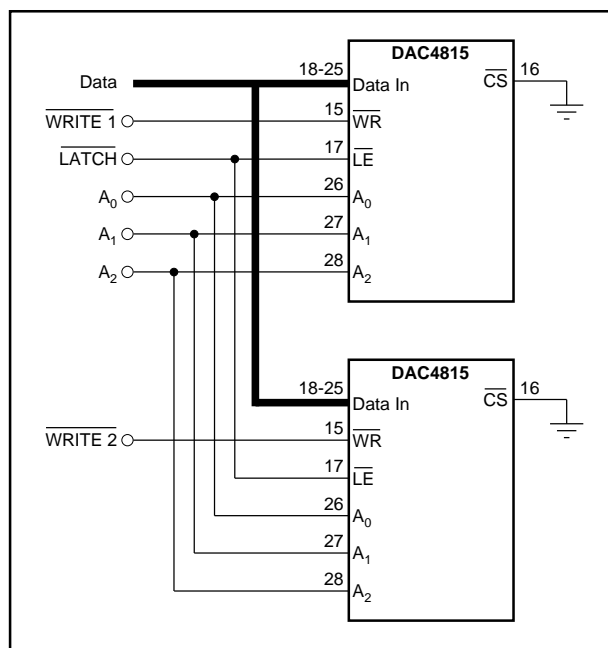 DAC4815
18-25
16
Data
Data In
CS
15
WRITE 1
WR
17
LATCH
LE
26
A0
A0
27
A1
A1
28
A2
A2
DAC4815
18-25
16
Data In
CS
15
WRITE 2
WR
17
LE
26
A0
27
A1
28
A2